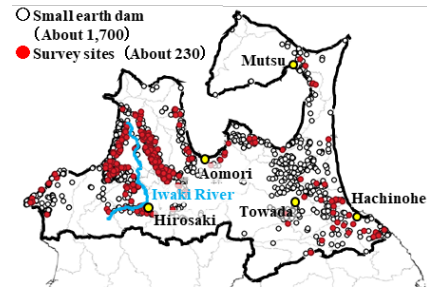 Small earth dam
(About 1,700)
Survey sites (About 230)
Mutsu
Aomori
Iwaki River
Hachinohe
Towada
Hirosaki